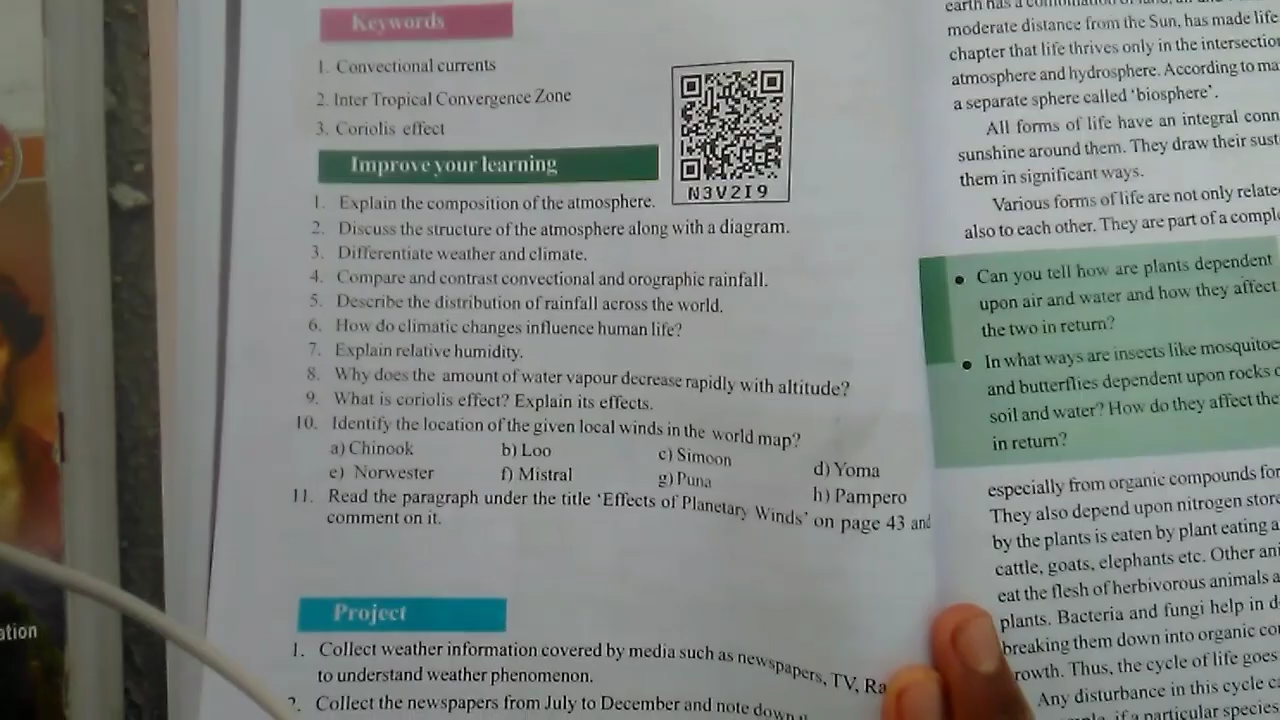 Keywords
1. Convectional currents
2. Inter Tropical Convergence Zone
3. Coriolis effect
N3V2I9
Improve your learning
1. Explain the composition of the atmosphere.
2. Discuss the structure of the atmosphere along with a diagram.
3. Differentiate weather and climate.
4. Compare and contrast convectional and orographic rainfall.
5. Describe the distribution of rainfall across the world.
6. How do climatic changes influence human life?
7. Explain relative humidity.
8. Why does the amount of water vapour decrease rapidly with altitude?
9. What is coriolis effect? Explain its effects.
10. Identify the location of the given local winds in the world map?
a) Chinook b) Loo c) Simoon d) Yoma
e) Norwester f) Mistral g) Puna h) Pampero
11. Read the paragraph under the title 'Effects of Planetary Winds' on page 43 and
comment on it.
Project
1. Collect weather information covered by media such as newspapers, TV, Ra
to understand weather phenomenon.
2. Collect the newspapers from July to December and note down
earth has a
moderate distance from the Sun, has made life
chapter that life thrives only in the intersection
atmosphere and hydrosphere. According to ma
a separate sphere called 'biosphere'.
All forms of life have an integral conn
sunshine around them. They draw their sust
them in significant ways.
Various forms of life are not only relate
also to each other. They are part of a compl
• Can you tell how are plants dependent
upon air and water and how they affect
the two in return?
• In what ways are insects like mosquitoe
and butterflies dependent upon rocks
soil and water? How do they affect the
in return?
especially from organic compounds for
They also depend upon nitrogen stor
by the plants is eaten by plant eating a
cattle, goats, elephants etc. Other ani
eat the flesh of herbivorous animals a
plants. Bacteria and fungi help in d
breaking them down into organic co
rowth. Thus, the cycle of life goes
Any disturbance in this cycle ca
if a particular species
ation